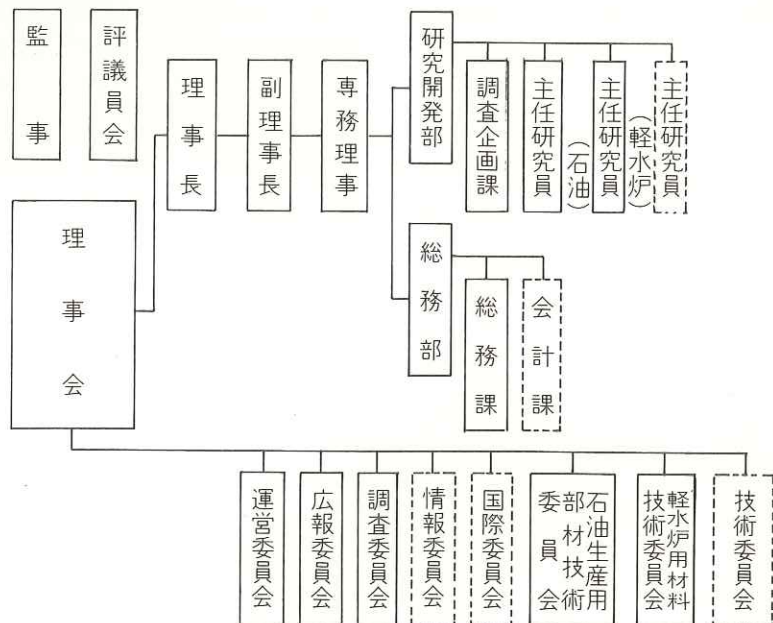 監事
評議員会
理事長
副理事長
専務理事
研究開発部
調査企画課
主任研究員
（石油）
主任研究員
（軽水炉）
主任研究員
理事会
総務部
総務課
会計課
運営委員会
広報委員会
調査委員会
情報委員会
国際委員会
石油生産用
部材技術
委員会
軽水炉用材料
技術委員会
技術委員会